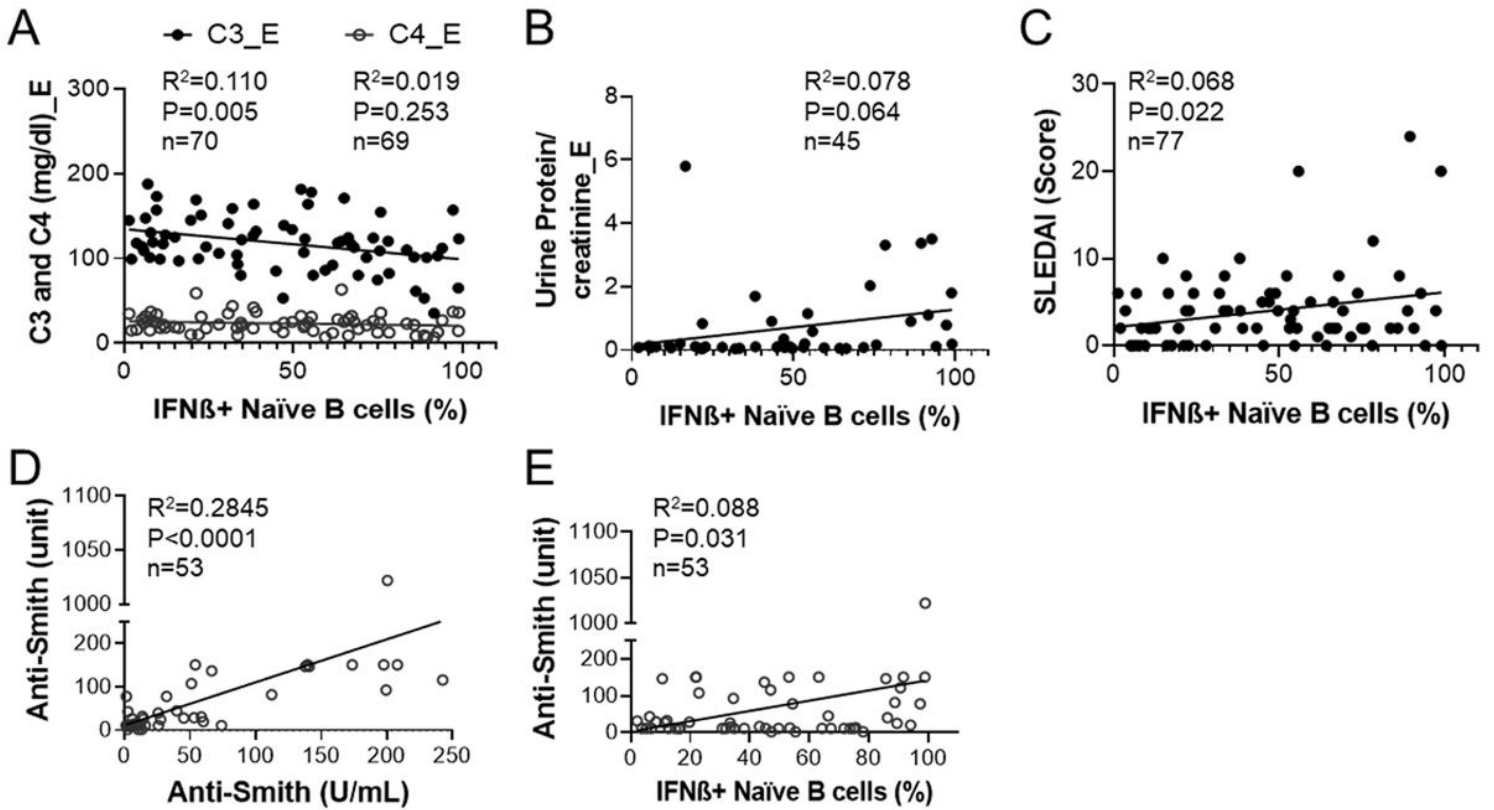 A
C3_E C4_E
R²=0.110
P=0.005
n=70
R²=0.019
P=0.253
n=69
C3 and C4 (mg/dl)_E
300
200
100
0
0 50 100
IFNß+ Naïve B cells (%)
B
R²=0.078
P=0.064
n=45
Urine Protein/
creatinine_E
8
6
4
2
0
0 50 100
IFNß+ Naïve B cells (%)
C
R²=0.068
P=0.022
n=77
SLEDAI (Score)
30
20
10
0
0 50 100
IFNß+ Naïve B cells (%)
D
R²=0.2845
P<0.0001
n=53
Anti-Smith (unit)
1100
1050
1000
200
100
0
0 50 100 150 200 250
Anti-Smith (U/mL)
E
R²=0.088
P=0.031
n=53
Anti-Smith (unit)
1100
1050
1000
200
100
0
0 20 40 60 80 100
IFNß+ Naïve B cells (%)